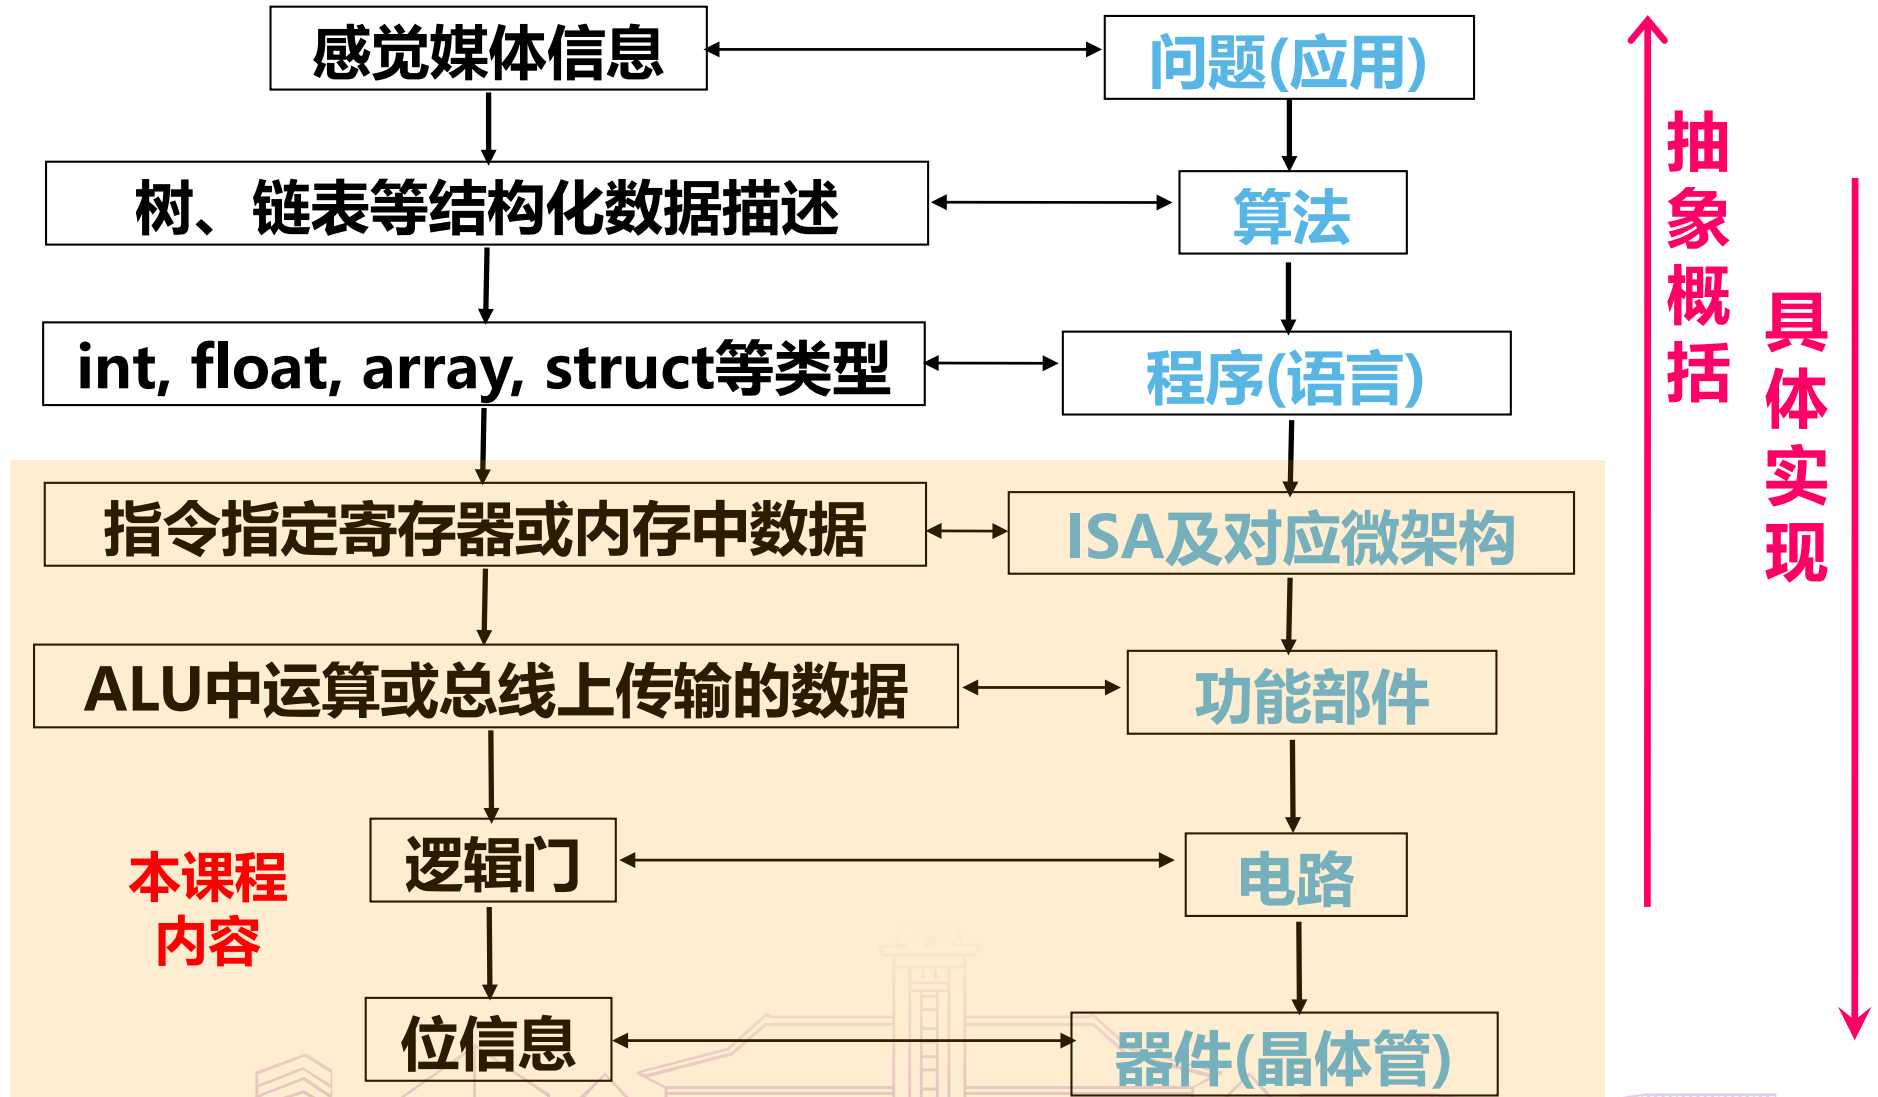 感觉媒体信息
问题(应用)
树、链表等结构化数据描述
算法
int, float, array, struct等类型
程序(语言)
指令指定寄存器或内存中数据
ISA及对应微架构
ALU中运算或总线上传输的数据
功能部件
逻辑门
电路
位信息
器件(晶体管)
本课程
内容
抽象概括
具体实现